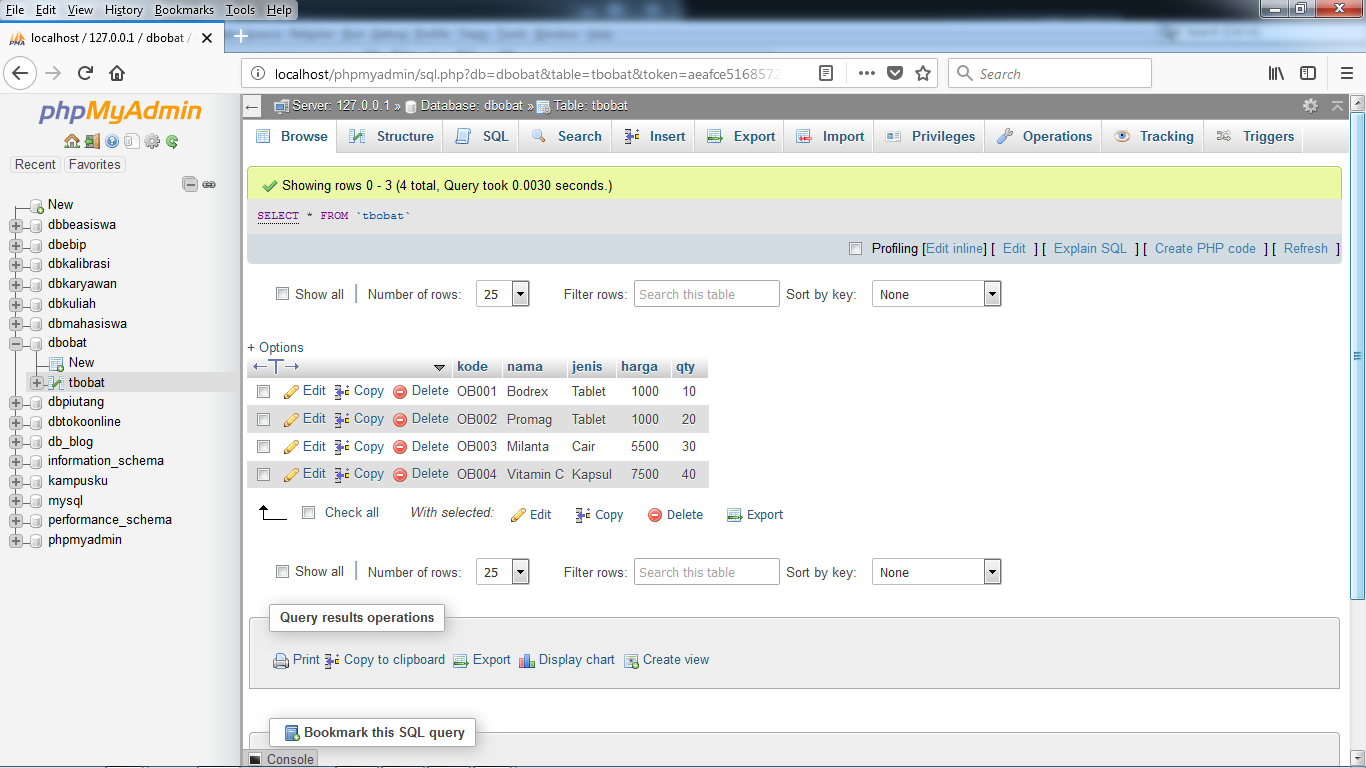 File Edit View History Bookmarks Tools Help
localhost / 127.0.0.1 / dbobat /
localhost/phpmyadmin/sql.php?db=dbobat&table=tbobat&token=aeafce5168572
Search
phpMyAdmin
Recent Favorites
New
dbbeasiswa
dbebip
dbkalibrasi
dbkaryawan
dbkuliah
dbmahasiswa
dbobat
New
tbobat
dbpiutang
dbtokoonline
db_blog
information_schema
kampusku
mysql
performance_schema
phpmyadmin
Server: 127.0.0.1 » Database: dbobat » Table: tbobat
Browse Structure SQL Search Insert Export Import Privileges Operations Tracking Triggers
Showing rows 0 - 3 (4 total, Query took 0.0030 seconds.)
SELECT * FROM `tbobat`
Profiling [Edit inline] [ Edit ] [ Explain SQL ] [ Create PHP code ] [ Refresh ]
Show all Number of rows: 25 Filter rows: Search this table Sort by key: None
+ Options
kode nama jenis harga qty
Edit Copy Delete OB001 Bodrex Tablet 1000 10
Edit Copy Delete OB002 Promag Tablet 1000 20
Edit Copy Delete OB003 Milanta Cair 5500 30
Edit Copy Delete OB004 Vitamin C Kapsul 7500 40
Check all With selected: Edit Copy Delete Export
Show all Number of rows: 25 Filter rows: Search this table Sort by key: None
Query results operations
Print Copy to clipboard Export Display chart Create view
Bookmark this SQL query
Console